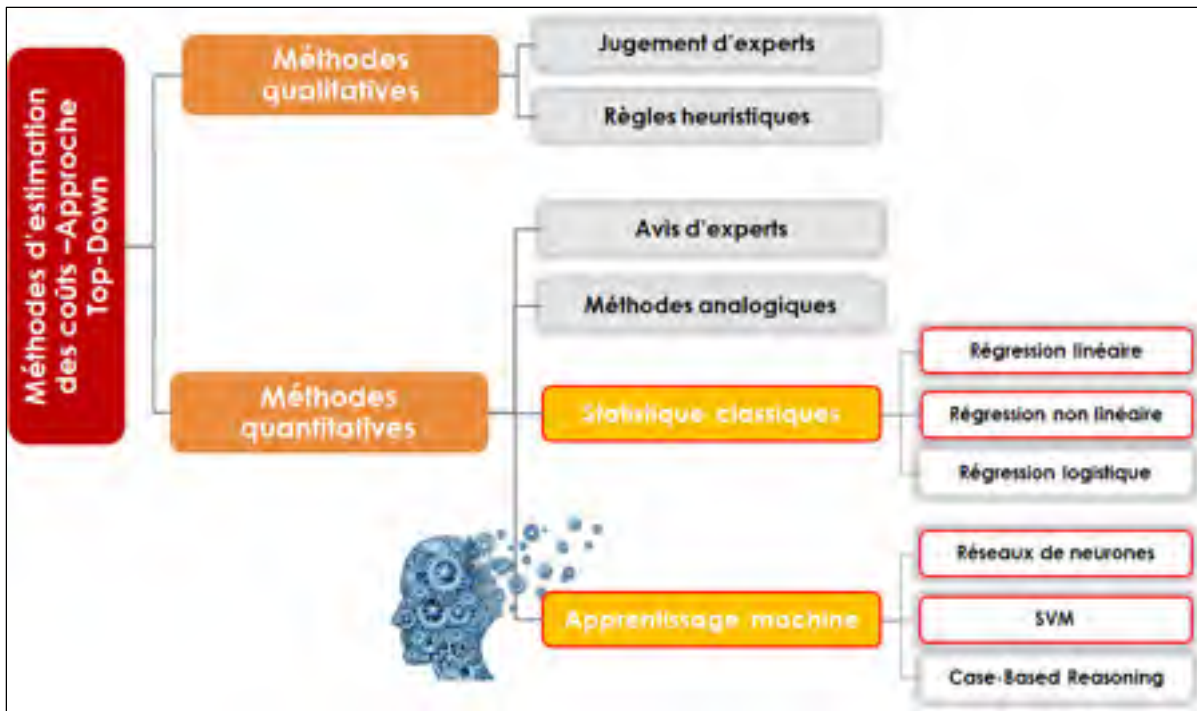 Méthodes d'estimation
des coûts –Approche
Top-Down
Méthodes
qualitatives
Jugement d'experts
Règles heuristiques
Méthodes
quantitatives
Avis d'experts
Méthodes analogiques
Statistique classiques
Régression linéaire
Régression non linéaire
Régression logistique
Apprentissage machine
Réseaux de neurones
SVM
Case-Based Reasoning